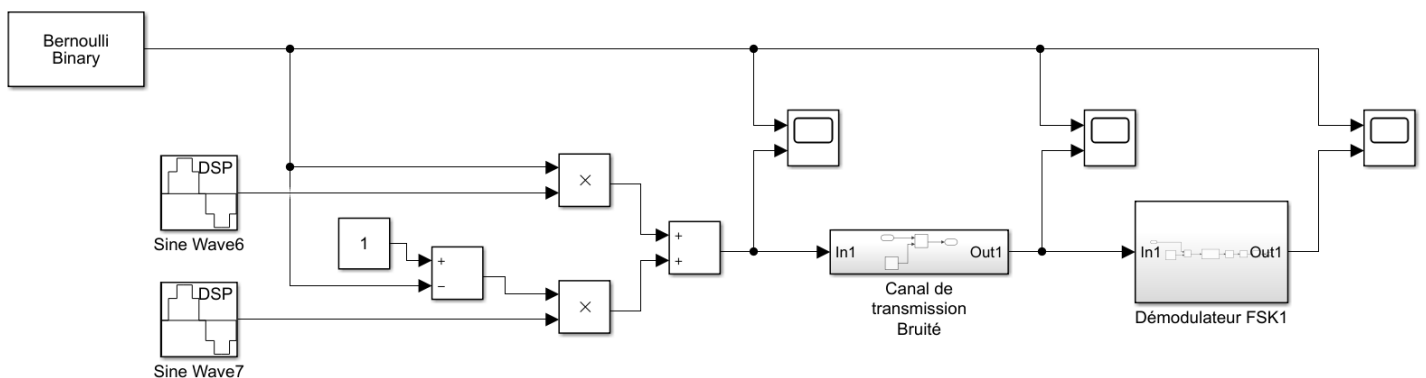 Bernoulli
Binary
DSP
Sine Wave6
×
1
+
−
+
+
In1
Out1
Canal de
transmission
Bruité
In1
Out1
Démodulateur FSK1
DSP
Sine Wave7
×